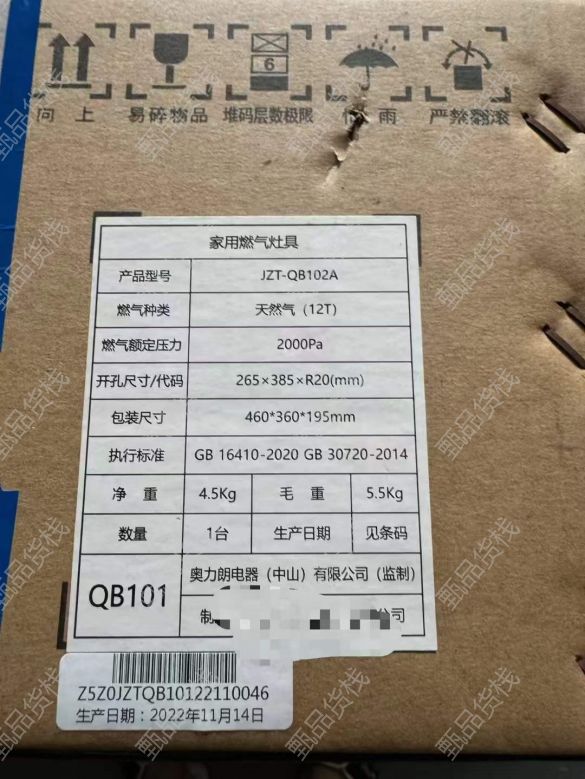 向上 易碎物品 堆码层数极限 怕雨 严禁翻滚
6
家用燃气灶具
产品型号 JZT-QB102A
燃气种类 天然气（12T）
燃气额定压力 2000Pa
开孔尺寸/代码 265×385×R20(mm)
包装尺寸 460*360*195mm
执行标准 GB 16410-2020 GB 30720-2014
净 重 4.5Kg 毛 重 5.5Kg
数量 1台 生产日期 见条码
QB101 奥力朗电器（中山）有限公司（监制）
制 公司
Z5Z0JZTQB10122110046
生产日期：2022年11月14日
甄品货栈